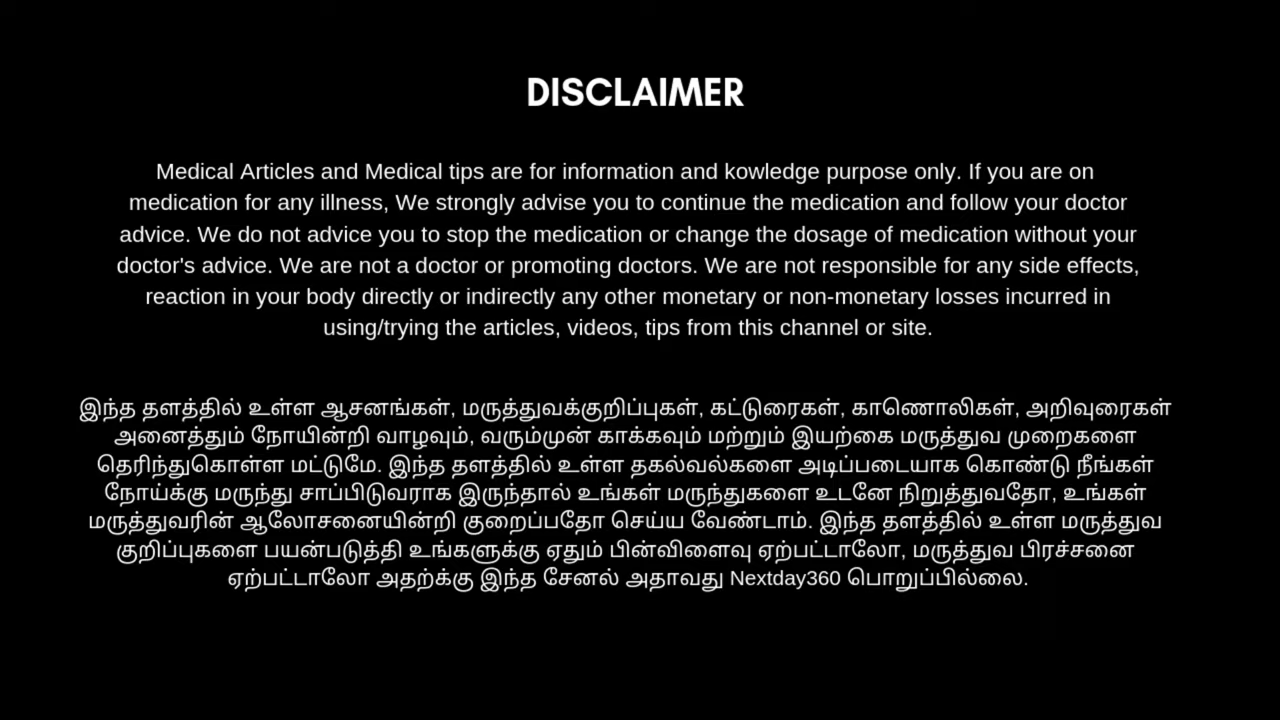 DISCLAIMER
Medical Articles and Medical tips are for information and kowledge purpose only. If you are on
medication for any illness, We strongly advise you to continue the medication and follow your doctor
advice. We do not advice you to stop the medication or change the dosage of medication without your
doctor's advice. We are not a doctor or promoting doctors. We are not responsible for any side effects,
reaction in your body directly or indirectly any other monetary or non-monetary losses incurred in
using/trying the articles, videos, tips from this channel or site.
இந்த தளத்தில் உள்ள ஆசனங்கள், மருத்துவக்குறிப்புகள், கட்டுரைகள், காணொலிகள், அறிவுரைகள்
அனைத்தும் நோயின்றி வாழவும், வரும்முன் காக்கவும் மற்றும் இயற்கை மருத்துவ முறைகளை
தெரிந்துகொள்ள மட்டுமே. இந்த தளத்தில் உள்ள தகல்வல்களை அடிப்படையாக கொண்டு நீங்கள்
நோய்க்கு மருந்து சாப்பிடுவராக இருந்தால் உங்கள் மருந்துகளை உடனே நிறுத்துவதோ, உங்கள்
மருத்துவரின் ஆலோசனையின்றி குறைப்பதோ செய்ய வேண்டாம். இந்த தளத்தில் உள்ள மருத்துவ
குறிப்புகளை பயன்படுத்தி உங்களுக்கு ஏதும் பின்விளைவு ஏற்பட்டாலோ, மருத்துவ பிரச்சனை
ஏற்பட்டாலோ அதற்க்கு இந்த சேனல் அதாவது Nextday360 பொறுப்பில்லை.